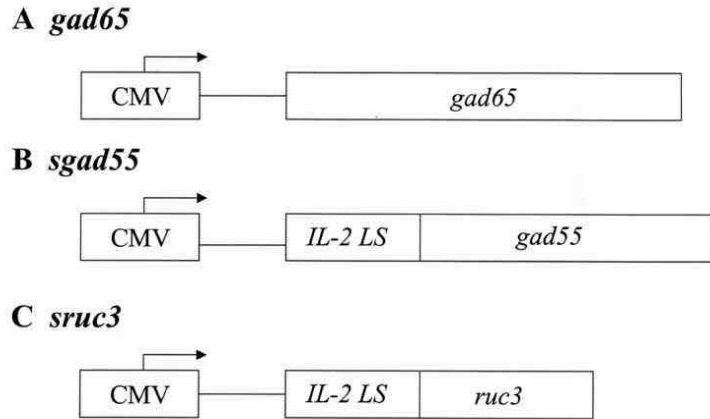 A gad65
CMV gad65
B sgad55
CMV IL-2 LS gad55
C sruc3
CMV IL-2 LS ruc3